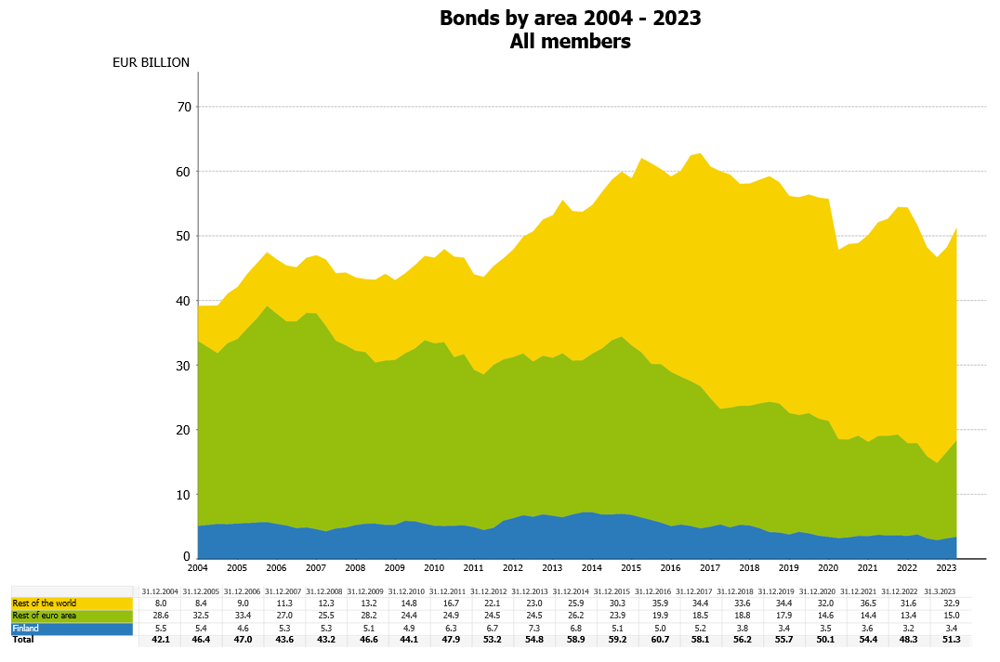 Bonds by area 2004 - 2023
All members
EUR BILLION
70
60
50
40
30
20
10
0
2004 2005 2006 2007 2008 2009 2010 2011 2012 2013 2014 2015 2016 2017 2018 2019 2020 2021 2022 2023
31.12.2004 31.12.2005 31.12.2006 31.12.2007 31.12.2008 31.12.2009 31.12.2010 31.12.2011 31.12.2012 31.12.2013 31.12.2014 31.12.2015 31.12.2016 31.12.2017 31.12.2018 31.12.2019 31.12.2020 31.12.2021 31.12.2022 31.3.2023
Rest of the world 8.0 8.4 9.0 11.3 12.3 13.2 14.8 16.7 22.1 23.0 25.9 30.3 35.9 34.4 33.6 34.4 32.0 36.5 31.6 32.9
Rest of euro area 28.6 32.5 33.4 27.0 25.5 28.2 24.4 24.9 24.5 24.5 26.2 23.9 19.9 18.5 18.8 17.9 14.6 14.4 13.4 15.0
Finland 5.5 5.4 4.6 5.3 5.3 5.1 4.9 6.3 6.7 7.3 6.8 5.1 5.0 5.2 3.8 3.4 3.5 3.6 3.2 3.4
Total 42.1 46.4 47.0 43.6 43.2 46.6 44.1 47.9 53.2 54.8 58.9 59.2 60.7 58.1 56.2 55.7 50.1 54.4 48.3 51.3